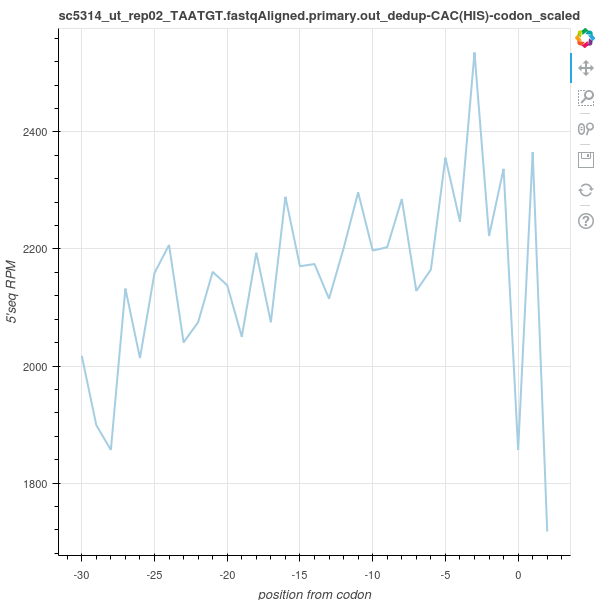 sc5314_ut_rep02_TAATGT.fastqAligned.primary.out_dedup-CAC(HIS)-codon_scaled
2400
2200
2000
1800
5'seq RPM
-30 -25 -20 -15 -10 -5 0
position from codon